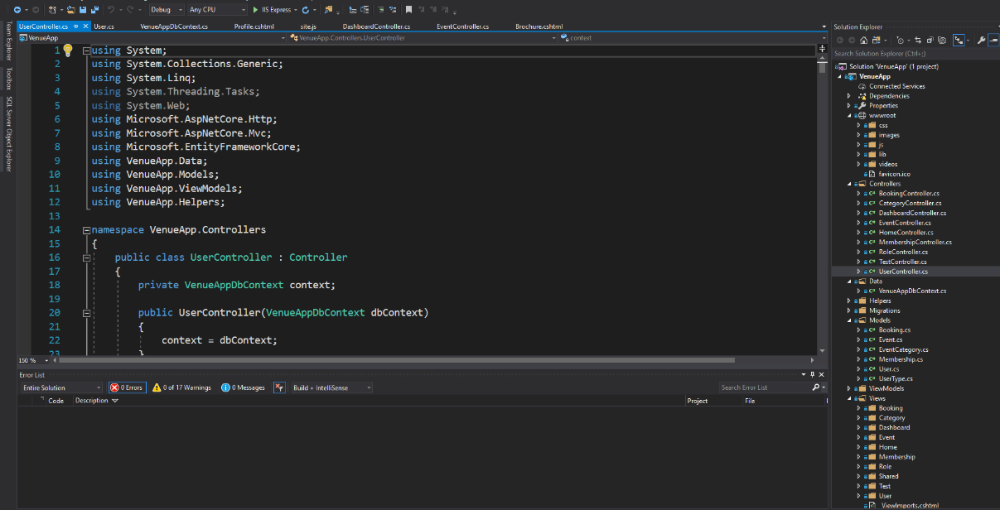 Debug Any CPU IIS Express
UserController.cs User.cs VenueAppDbContext.cs Profile.cshtml site.js DashboardController.cs EventController.cs Brochure.cshtml
VenueApp VenueApp.Controllers.UserController context
Team Explorer
Toolbox
SQL Server Object Explorer
1 using System;
2 using System.Collections.Generic;
3 using System.Linq;
4 using System.Threading.Tasks;
5 using System.Web;
6 using Microsoft.AspNetCore.Http;
7 using Microsoft.AspNetCore.Mvc;
8 using Microsoft.EntityFrameworkCore;
9 using VenueApp.Data;
10 using VenueApp.Models;
11 using VenueApp.ViewModels;
12 using VenueApp.Helpers;
13
14 namespace VenueApp.Controllers
15 {
16 public class UserController : Controller
17 {
18 private VenueAppDbContext context;
19
20 public UserController(VenueAppDbContext dbContext)
21 {
22 context = dbContext;
23 }
150 %
Error List
Entire Solution 0 Errors 0 of 17 Warnings 0 Messages Build + IntelliSense Search Error List
Code Description Project File
Solution Explorer
Search Solution Explorer (Ctrl+;)
Solution 'VenueApp' (1 project)
VenueApp
Connected Services
Dependencies
Properties
wwwroot
css
images
js
lib
videos
favicon.ico
Controllers
BookingController.cs
CategoryController.cs
DashboardController.cs
EventController.cs
HomeController.cs
MembershipController.cs
RoleController.cs
TestController.cs
UserController.cs
Data
VenueAppDbContext.cs
Helpers
Migrations
Models
Booking.cs
Event.cs
EventCategory.cs
Membership.cs
User.cs
UserType.cs
ViewModels
Views
Booking
Category
Dashboard
Event
Home
Membership
Role
Shared
Test
User
_ViewImports.cshtml